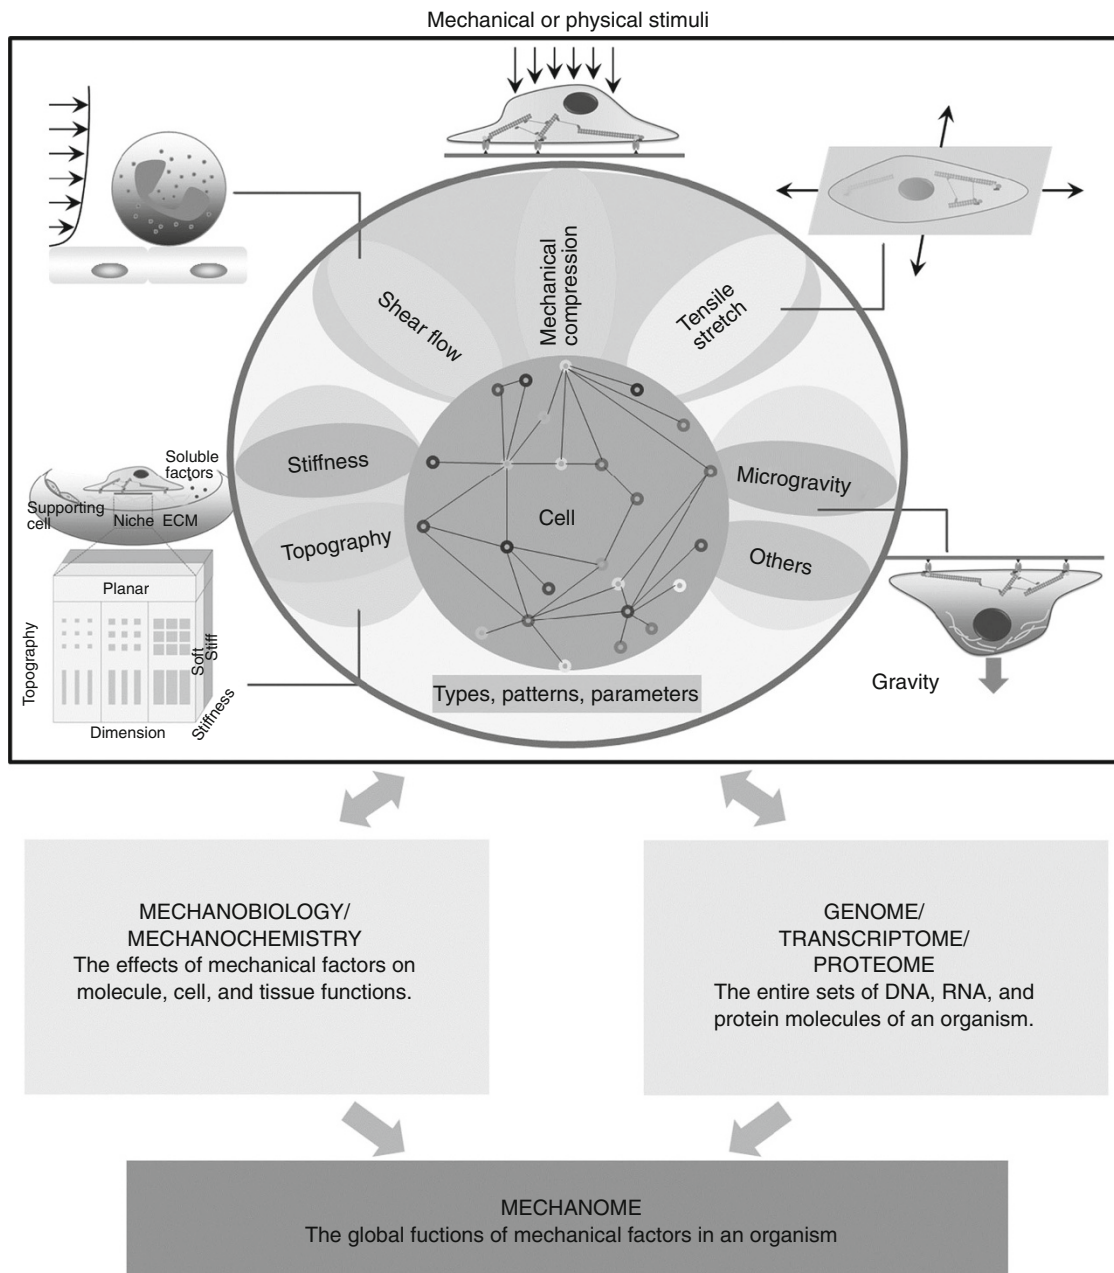 Mechanical or physical stimuli
Shear flow
Mechanical
compression
Tensile
stretch
Stiffness
Microgravity
Topography
Others
Cell
Types, patterns, parameters
Soluble
factors
Supporting
cell
Niche
ECM
Planar
Topography
Soft
Stiff
Dimension
Stiffness
Gravity
MECHANOBIOLOGY/
MECHANOCHEMISTRY
The effects of mechanical factors on
molecule, cell, and tissue functions.
GENOME/
TRANSCRIPTOME/
PROTEOME
The entire sets of DNA, RNA, and
protein molecules of an organism.
MECHANOME
The global fuctions of mechanical factors in an organism